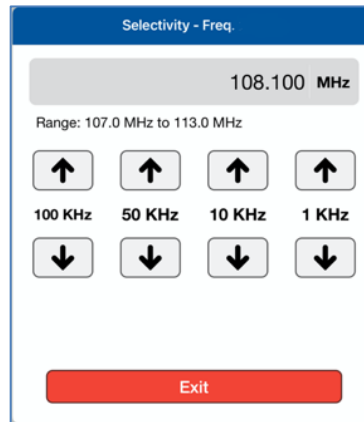 Selectivity - Freq.
108.100 MHz
Range: 107.0 MHz to 113.0 MHz
100 KHz 50 KHz 10 KHz 1 KHz
Exit